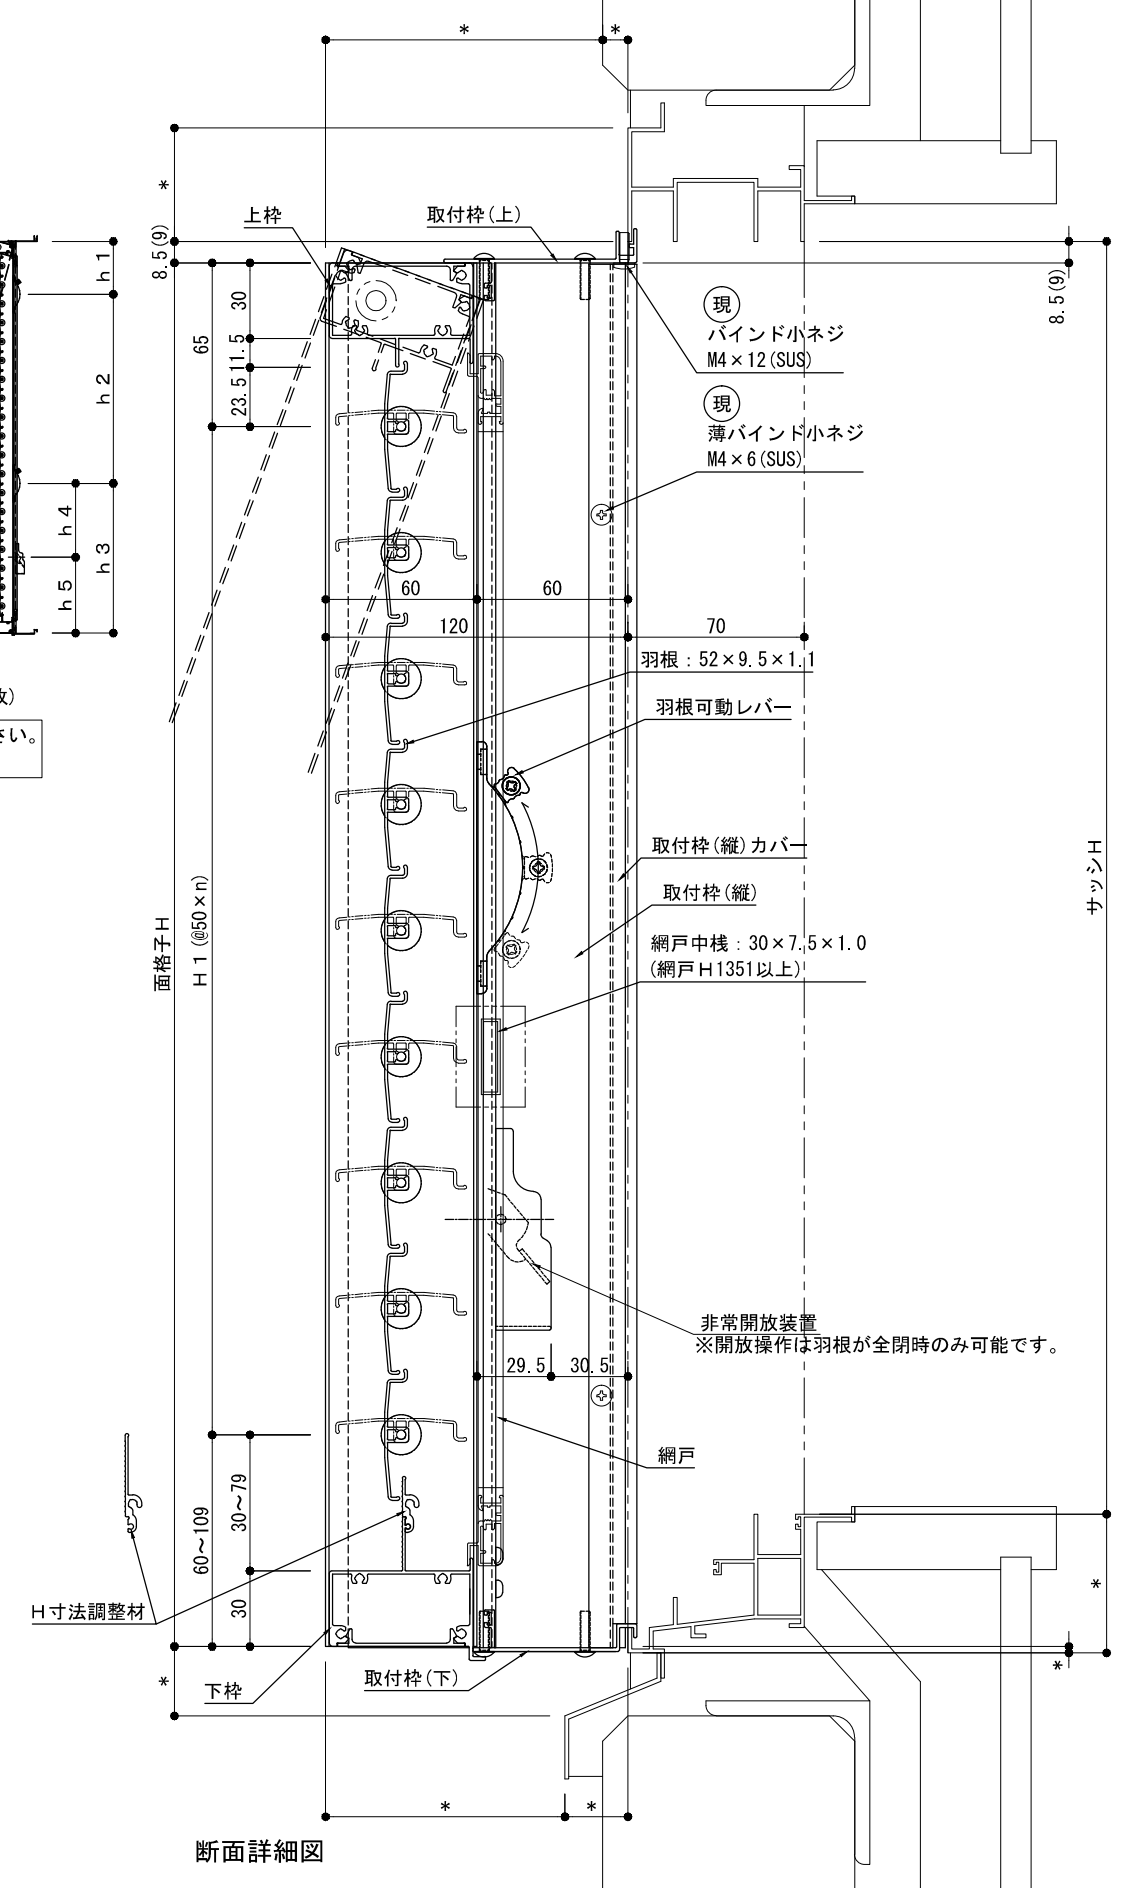 *
*
*
8.5(9)
上枠
取付枠(上)
h1
30
65
11.5
23.5
現
バインド小ネジ
M4×12(SUS)
8.5(9)
h2
現
薄バインド小ネジ
M4×6(SUS)
h4
h3
h5
60
60
120
70
羽根：52×9.5×1.1
羽根可動レバー
さい。
取付枠(縦)カバー
取付枠(縦)
網戸中桟：30×7.5×1.0
(網戸H1351以上)
サッシH
面格子H
H1(@50×n)
非常開放装置
※開放操作は羽根が全閉時のみ可能です。
29.5
30.5
網戸
30～79
60～109
30
H寸法調整材
*
*
*
下枠
取付枠(下)
*
*
断面詳細図